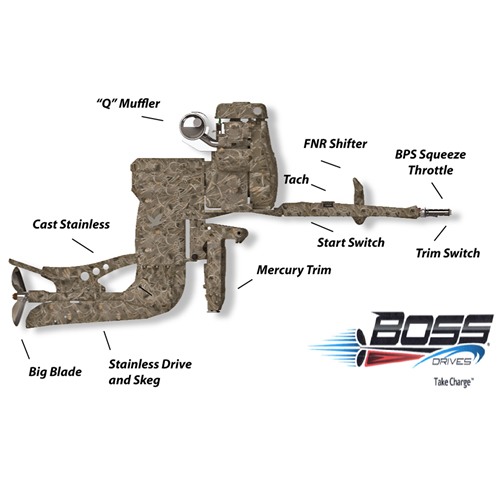 "Q" Muffler
FNR Shifter
BPS Squeeze
Throttle
Tach
Cast Stainless
Start Switch
Trim Switch
Mercury Trim
Big Blade
Stainless Drive
and Skeg
BOSS
DRIVES
Take Charge™